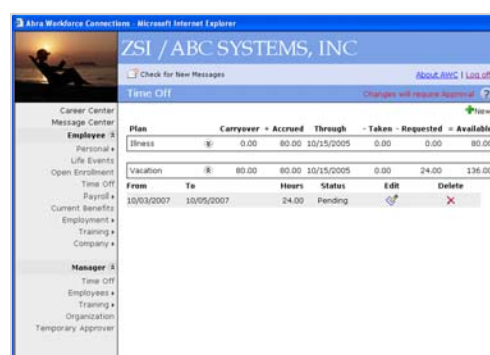 Abra Workforce Connections - Microsoft Internet Explorer
ZSI / ABC SYSTEMS, INC
Check for New Messages About AWC | Log off
Time Off Changes will require Approval ?
New
Career Center
Message Center
Employee
Personal
Life Events
Open Enrollment
Time Off
Payroll
Current Benefits
Employment
Training
Company
Manager
Time Off
Employees
Training
Organization
Temporary Approver
Plan Carryover + Accrued Through - Taken - Requested = Available
Illness 0.00 80.00 10/15/2005 0.00 0.00 80.00
Vacation 80.00 80.00 10/15/2005 0.00 24.00 136.00
From To Hours Status Edit Delete
10/03/2007 10/05/2007 24.00 Pending